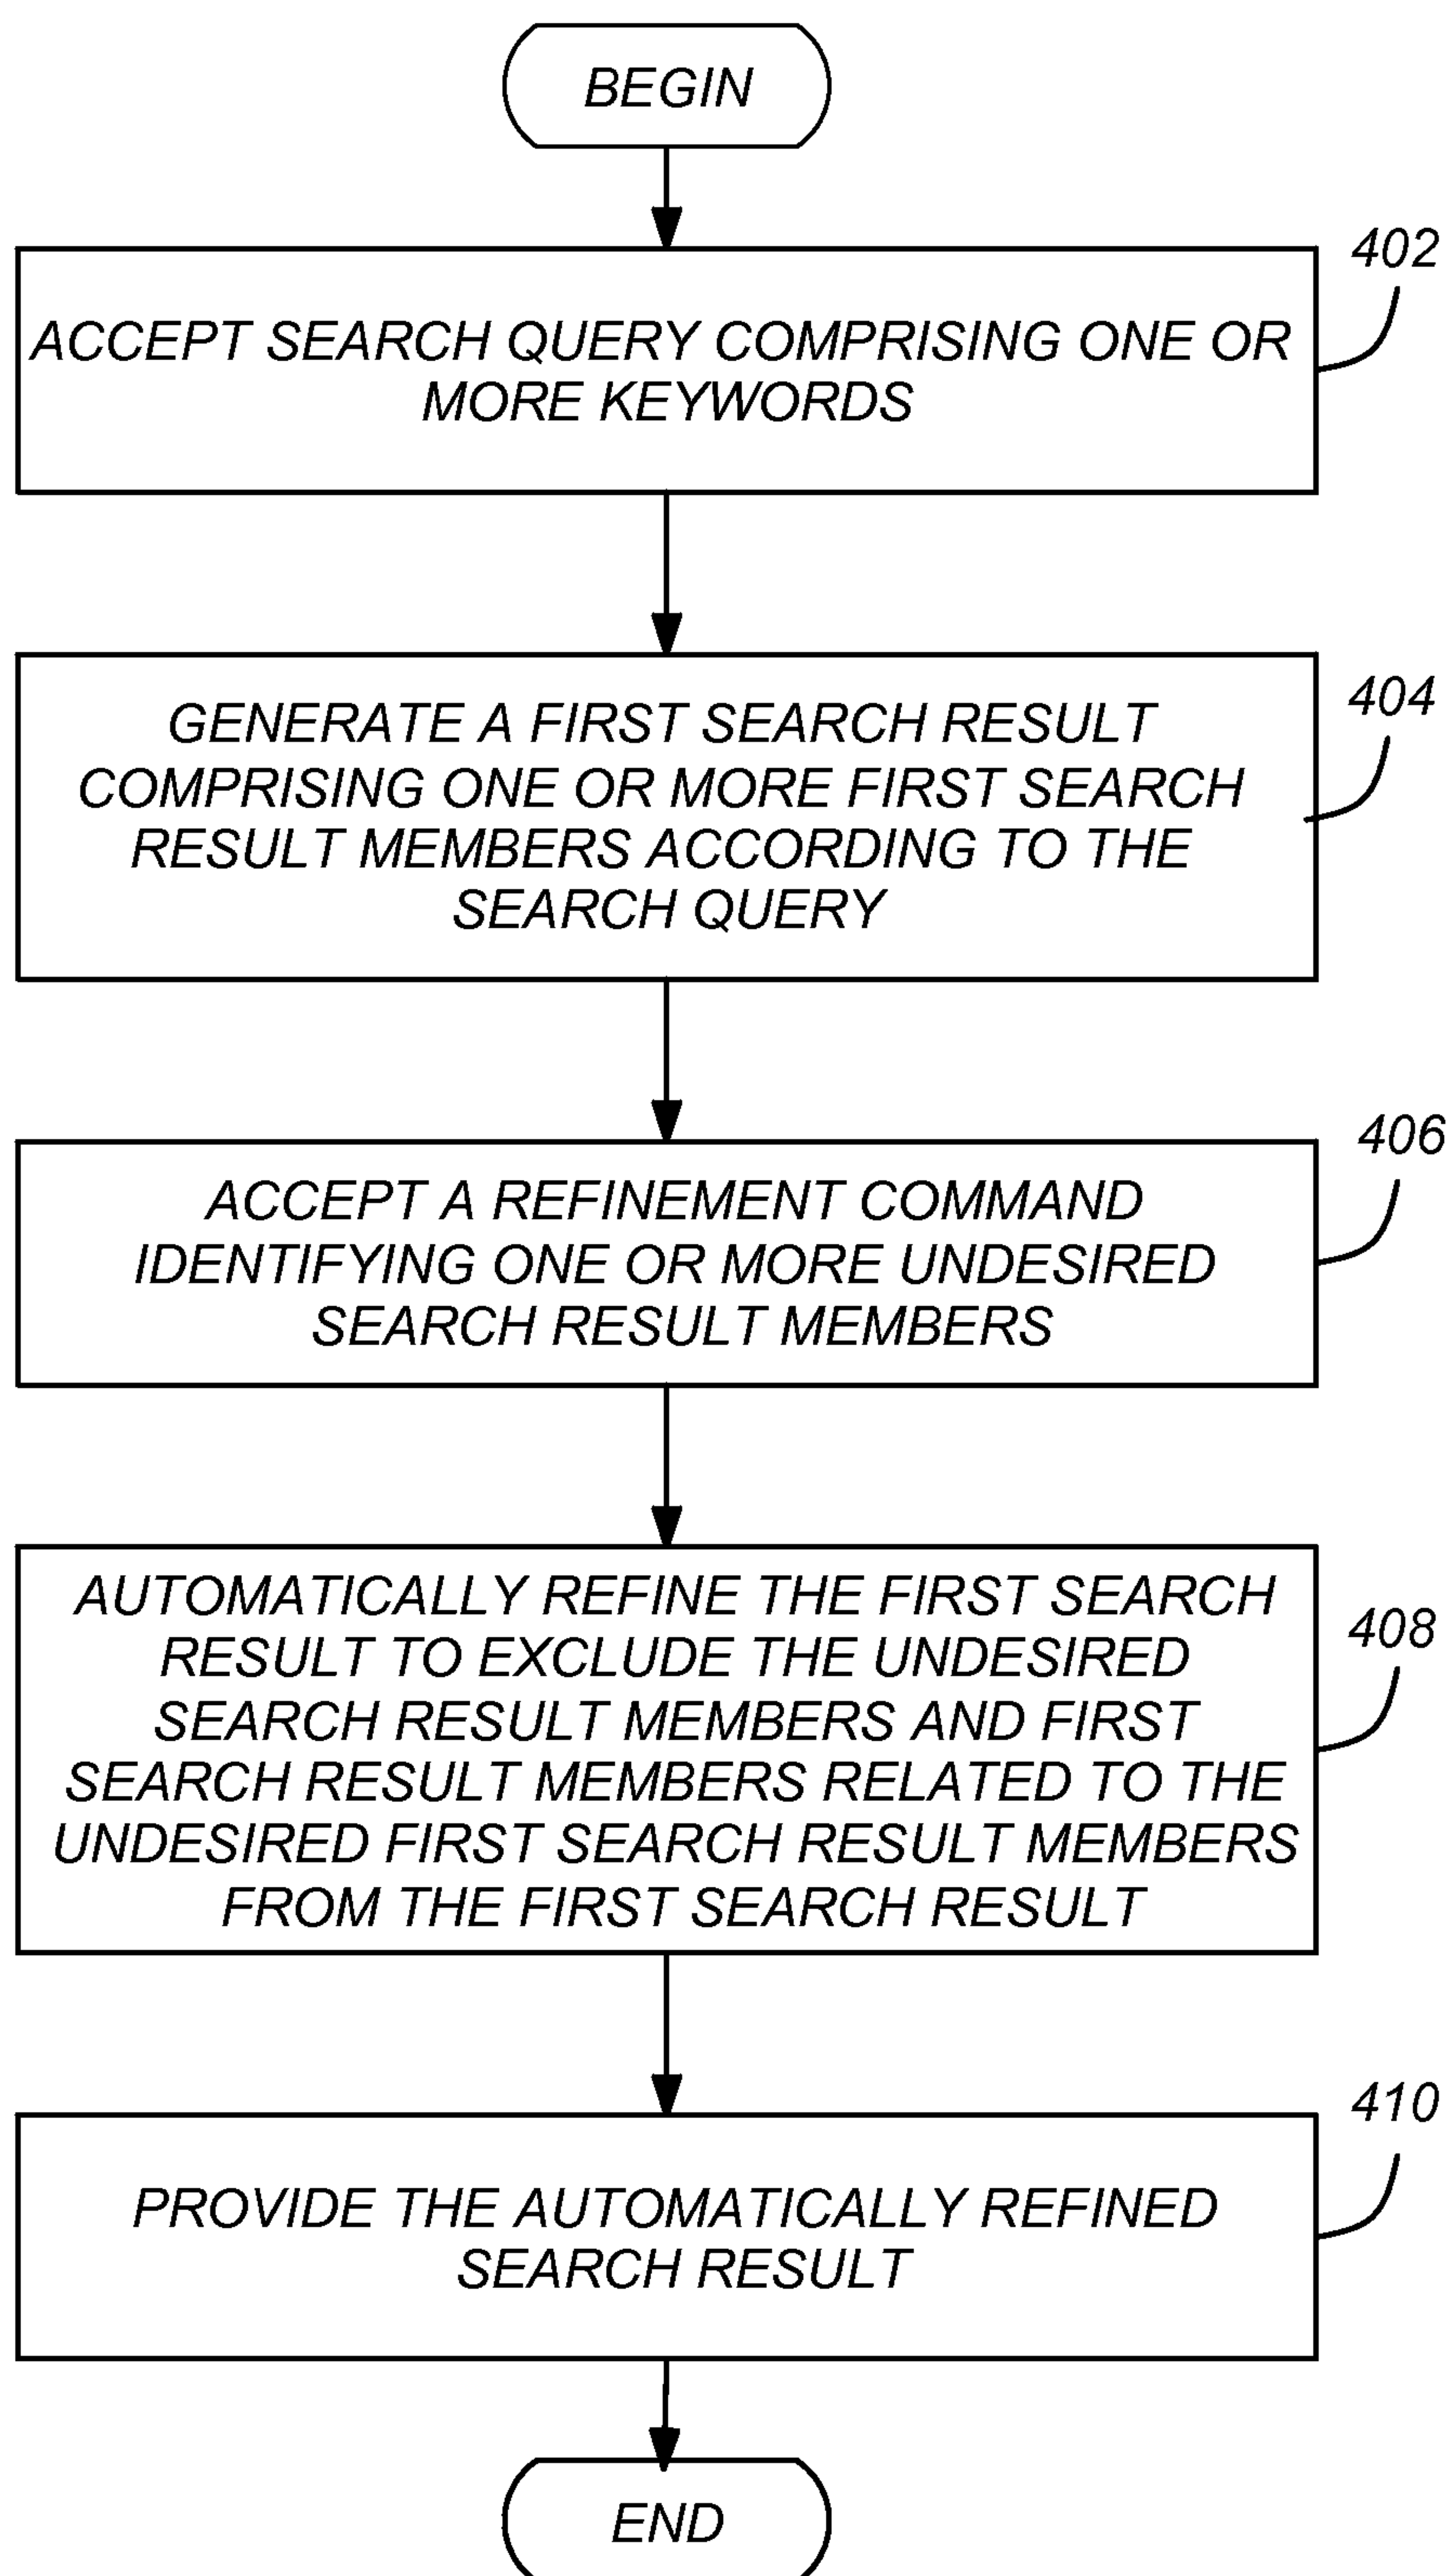 BEGIN
402
ACCEPT SEARCH QUERY COMPRISING ONE OR
MORE KEYWORDS
404
GENERATE A FIRST SEARCH RESULT
COMPRISING ONE OR MORE FIRST SEARCH
RESULT MEMBERS ACCORDING TO THE
SEARCH QUERY
406
ACCEPT A REFINEMENT COMMAND
IDENTIFYING ONE OR MORE UNDESIRED
SEARCH RESULT MEMBERS
408
AUTOMATICALLY REFINE THE FIRST SEARCH
RESULT TO EXCLUDE THE UNDESIRED
SEARCH RESULT MEMBERS AND FIRST
SEARCH RESULT MEMBERS RELATED TO THE
UNDESIRED FIRST SEARCH RESULT MEMBERS
FROM THE FIRST SEARCH RESULT
410
PROVIDE THE AUTOMATICALLY REFINED
SEARCH RESULT
END